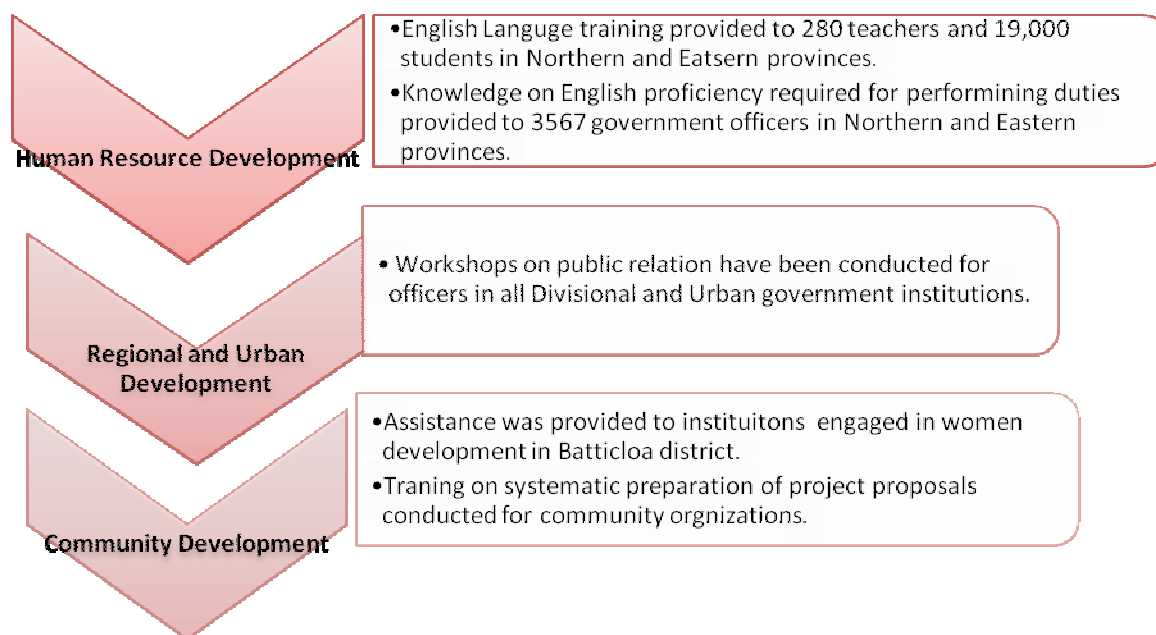 Human Resource Development
•English Languge training provided to 280 teachers and 19,000
students in Northern and Eatsern provinces.
•Knowledge on English proficiency required for performining duties
provided to 3567 government officers in Northern and Eastern
provinces.
Regional and Urban
Development
• Workshops on public relation have been conducted for
officers in all Divisional and Urban government institutions.
Community Development
•Assistance was provided to instituitons engaged in women
development in Batticloa district.
•Traning on systematic preparation of project proposals
conducted for community orgnizations.